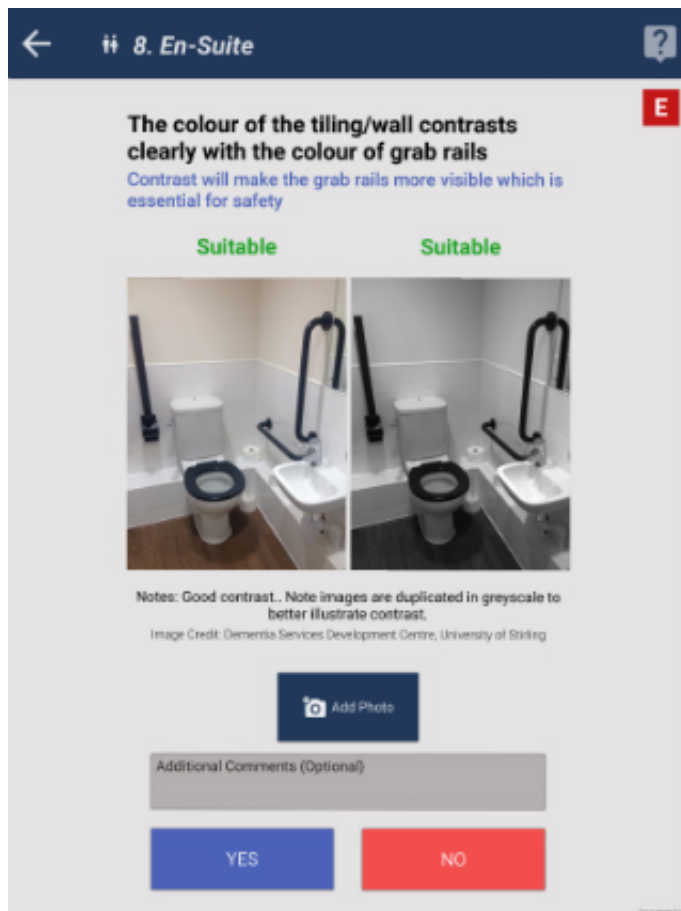 8. En-Suite
?
E
The colour of the tiling/wall contrasts
clearly with the colour of grab rails
Contrast will make the grab rails more visible which is
essential for safety
Suitable
Suitable
Notes: Good contrast.. Note images are duplicated in greyscale to
better illustrate contrast.
Image Credit: Dementia Services Development Centre, University of Stirling
Add Photo
Additional Comments (Optional)
YES
NO